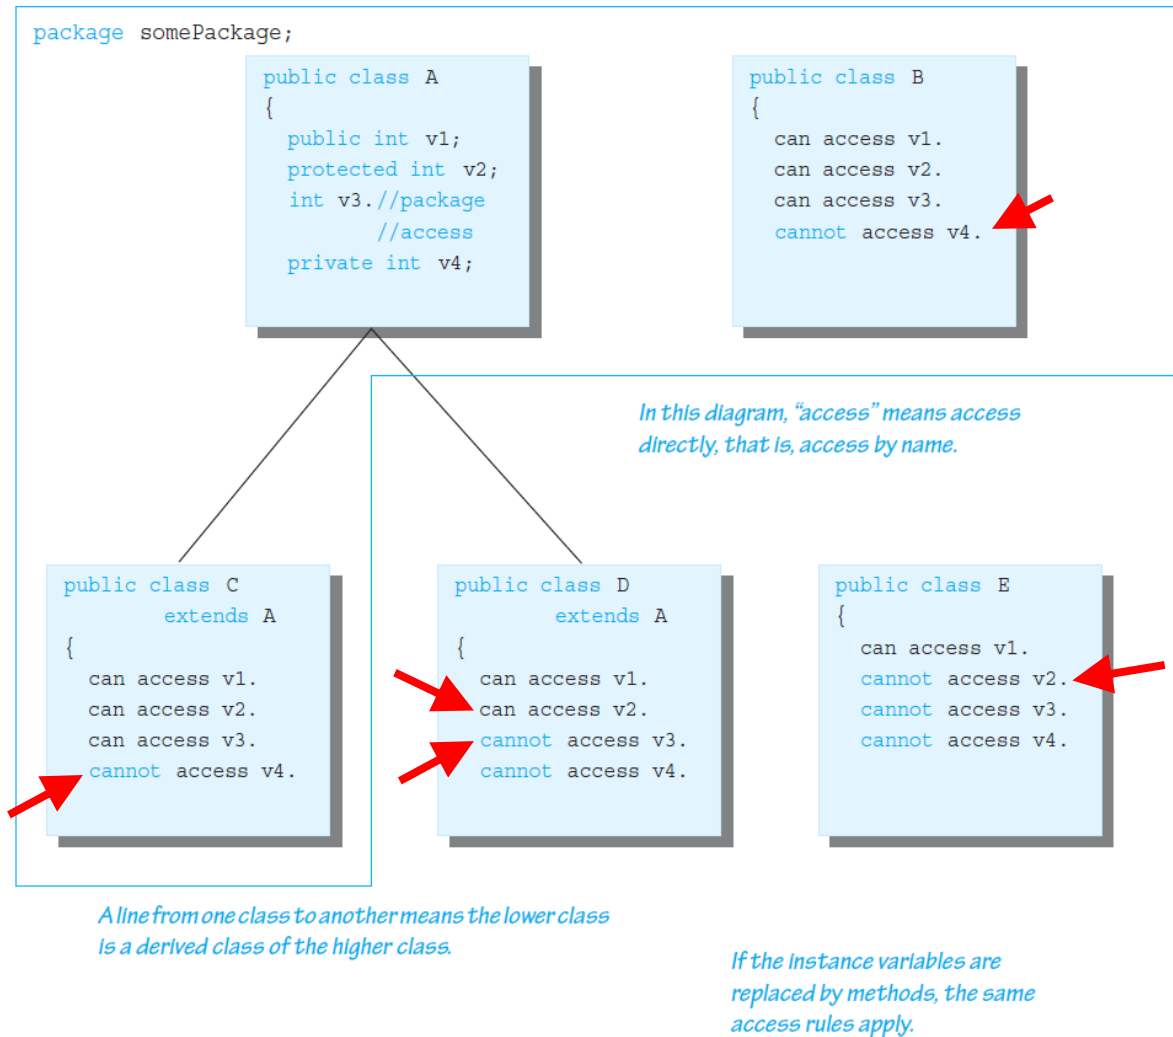 package somePackage;
public class A
{
public int v1;
protected int v2;
int v3.//package
//access
private int v4;
public class B
{
can access v1.
can access v2.
can access v3.
cannot access v4.
In this diagram, “access” means access
directly, that is, access by name.
public class C
extends A
{
can access v1.
can access v2.
can access v3.
cannot access v4.
public class D
extends A
{
can access v1.
can access v2.
cannot access v3.
cannot access v4.
public class E
{
can access v1.
cannot access v2.
cannot access v3.
cannot access v4.
A line from one class to another means the lower class
is a derived class of the higher class.
If the instance variables are
replaced by methods, the same
access rules apply.